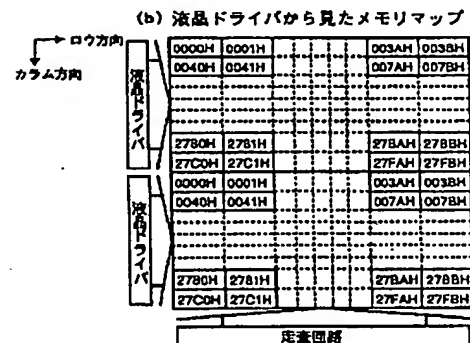 (b) 液晶ドライバから見たメモリマップ
ロウ方向
カラム方向
液晶ドライバ
0000H 0001H 003AH 003BH
0040H 0041H 007AH 007BH
2780H 2781H 27BAH 27BBH
27C0H 27C1H 27FAH 27FBH
液晶ドライバ
0000H 0001H 003AH 003BH
0040H 0041H 007AH 007BH
2780H 2781H 27BAH 27BBH
27C0H 27C1H 27FAH 27FBH
走査回路